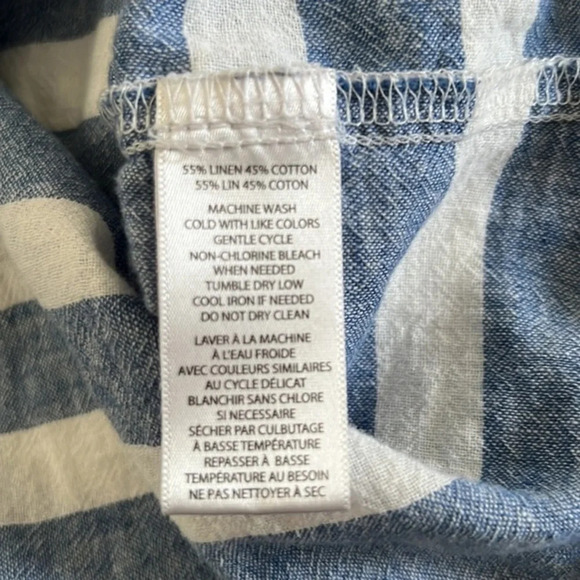 55% LINEN 45% COTTON
55% LIN 45% COTON
MACHINE WASH
COLD WITH LIKE COLORS
GENTLE CYCLE
NON-CHLORINE BLEACH
WHEN NEEDED
TUMBLE DRY LOW
COOL IRON IF NEEDED
DO NOT DRY CLEAN
LAVER À LA MACHINE
À L'EAU FROIDE
AVEC COULEURS SIMILAIRES
AU CYCLE DÉLICAT
BLANCHIR SANS CHLORE
SI NECESSAIRE
SÉCHER PAR CULBUTAGE
À BASSE TEMPÉRATURE
REPASSER À BASSE
TEMPÉRATURE AU BESOIN
NE PAS NETTOYER À SEC